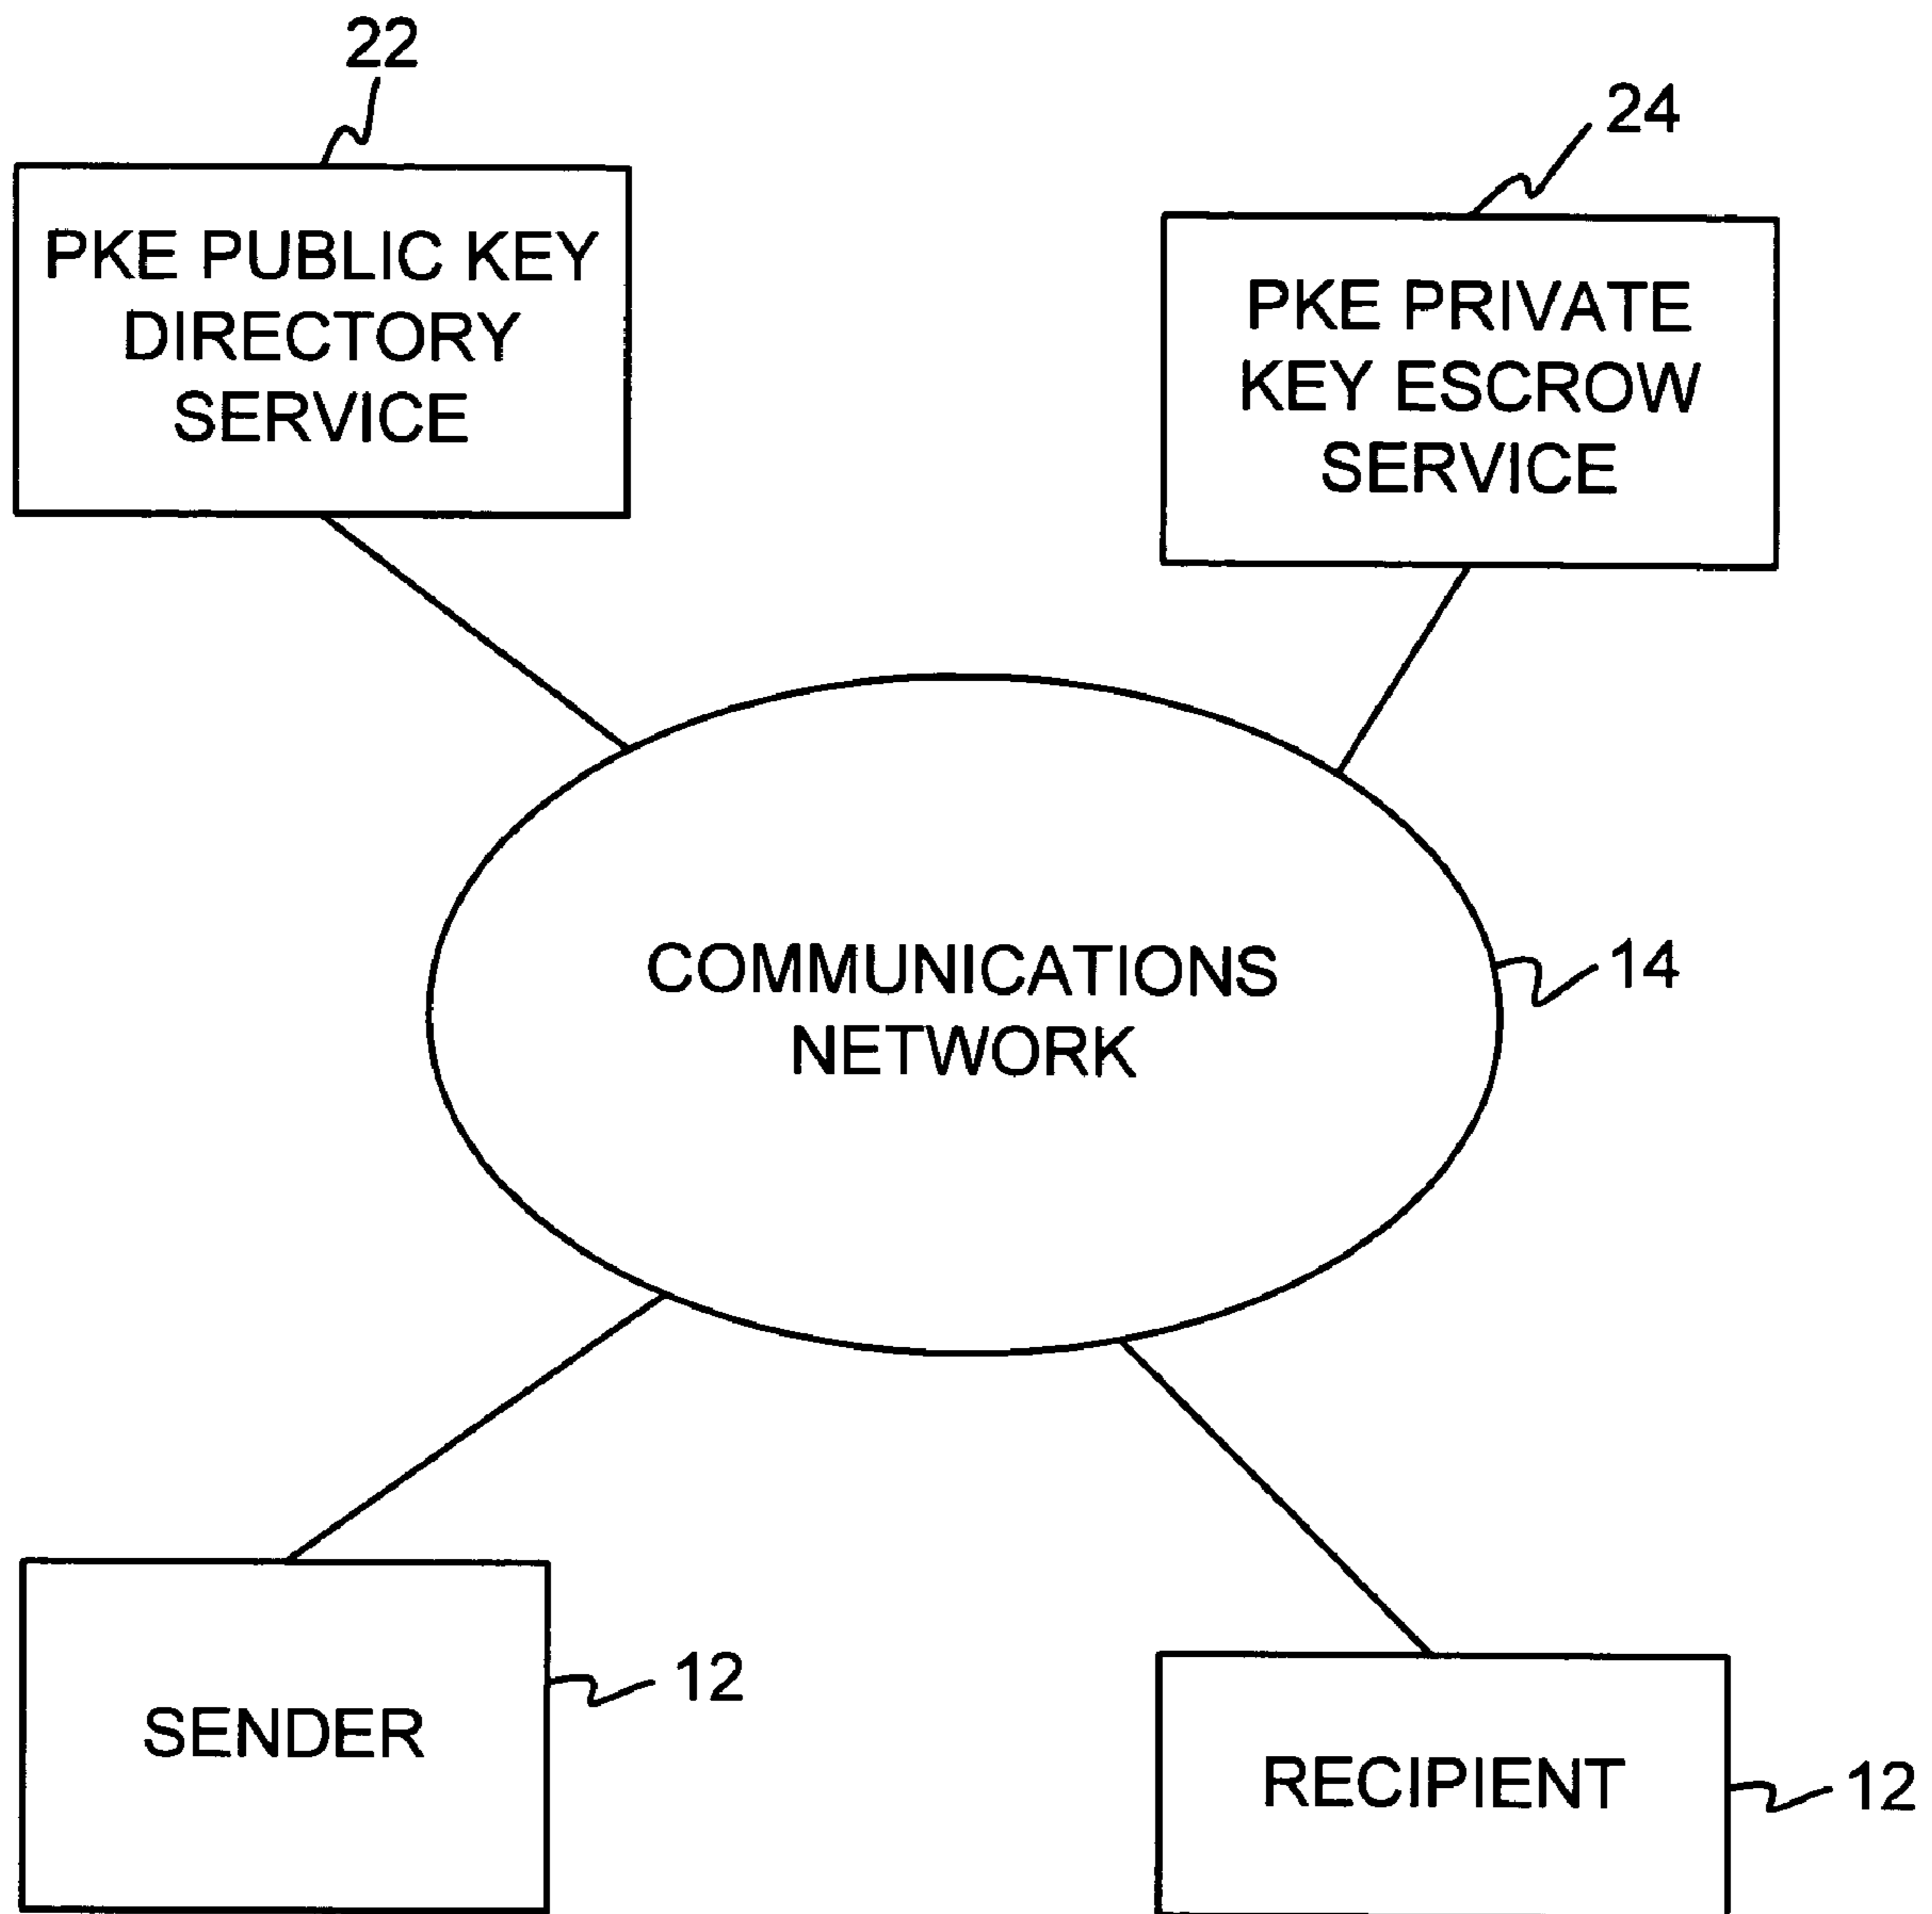 22
24
PKE PUBLIC KEY
DIRECTORY
SERVICE
PKE PRIVATE
KEY ESCROW
SERVICE
COMMUNICATIONS
NETWORK
14
SENDER
12
RECIPIENT
12